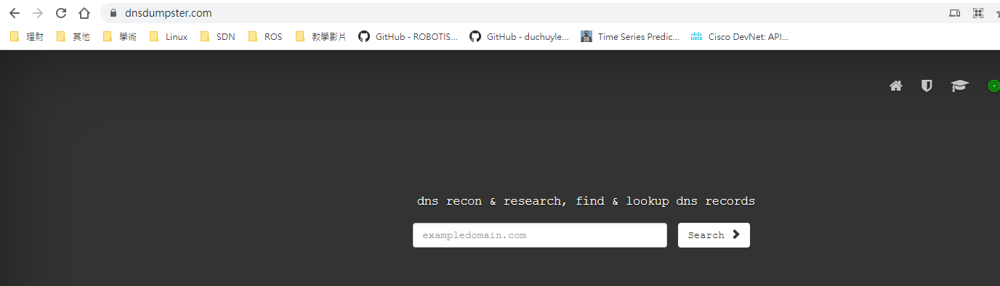 dnsdumpster.com
理財 其他 學術 Linux SDN ROS 教學影片 GitHub - ROBOTIS... GitHub - duchuyle... Time Series Predic... Cisco DevNet: API...
dns recon & research, find & lookup dns records
exampledomain.com Search